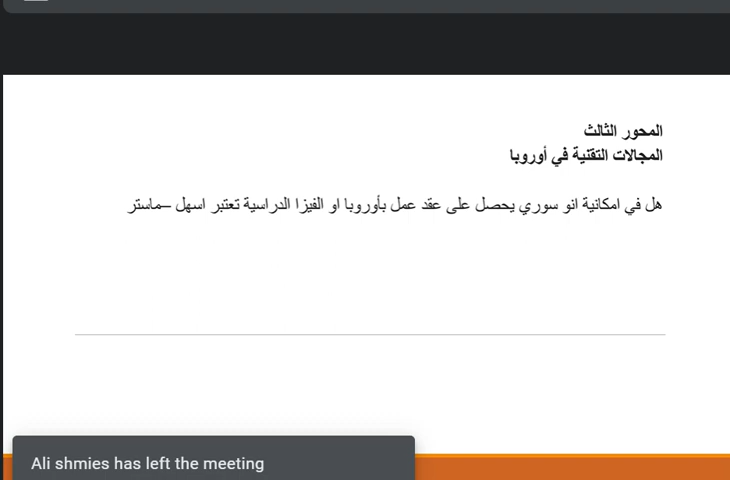 المحور الثالث
المجالات التقنية في أوروبا
هل في امكانية انو سوري يحصل على عقد عمل بأوروبا او الفيزا الدراسية تعتبر اسهل –ماستر
Ali shmies has left the meeting